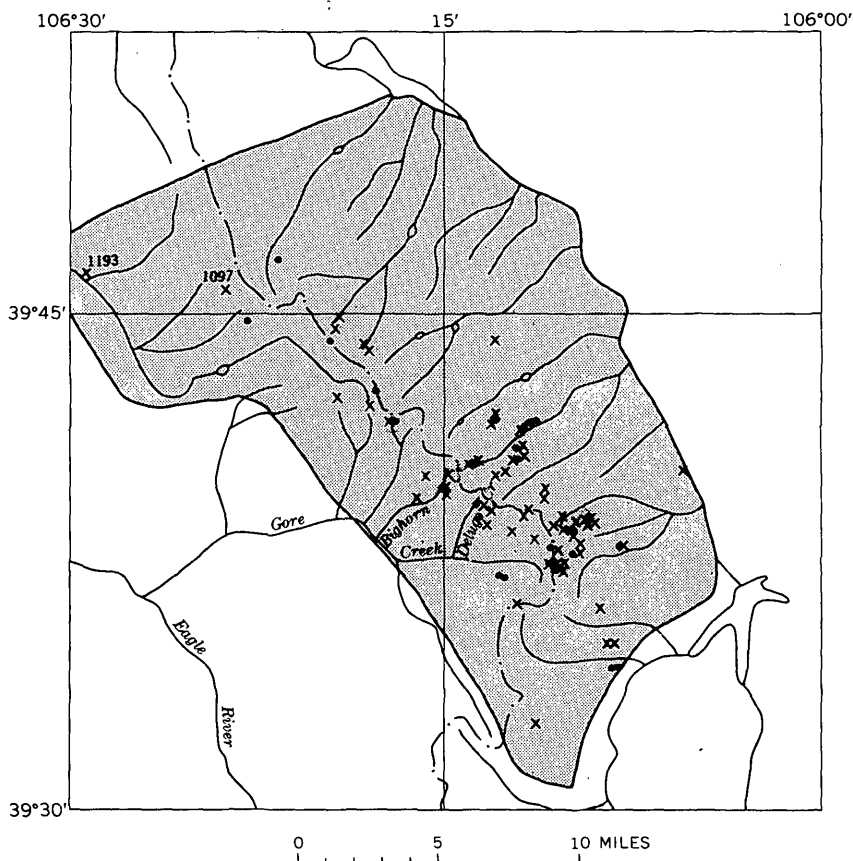 106°30' 15' 106°00'
1193
1097
39°45'
Bighorn
Gore
Deluge
Creek
Eagle
River
39°30'
0 5 10 MILES